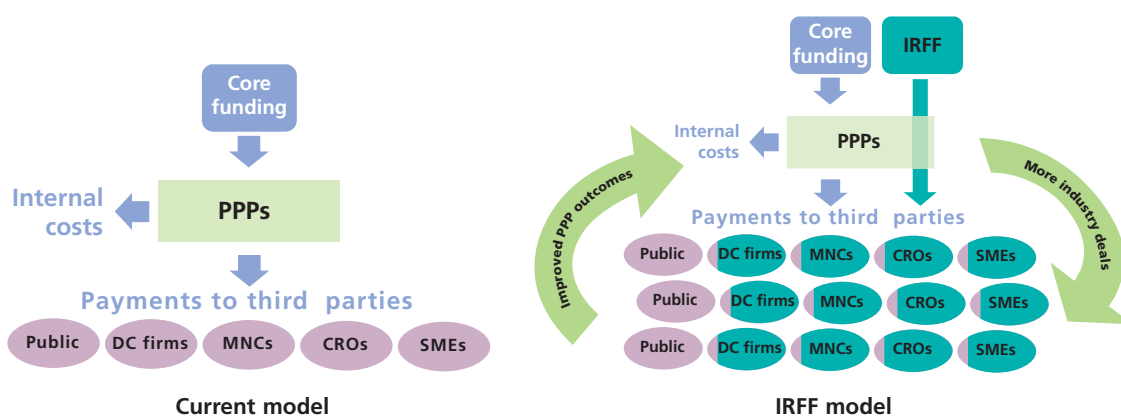 Core
funding
Internal
costs
PPPs
Payments to third parties
Public
DC firms
MNCs
CROs
SMEs
Current model
Core
funding
IRFF
Internal
costs
PPPs
Improved PPP outcomes
More industry deals
Payments to third parties
Public
DC firms
MNCs
CROs
SMEs
Public
DC firms
MNCs
CROs
SMEs
Public
DC firms
MNCs
CROs
SMEs
IRFF model